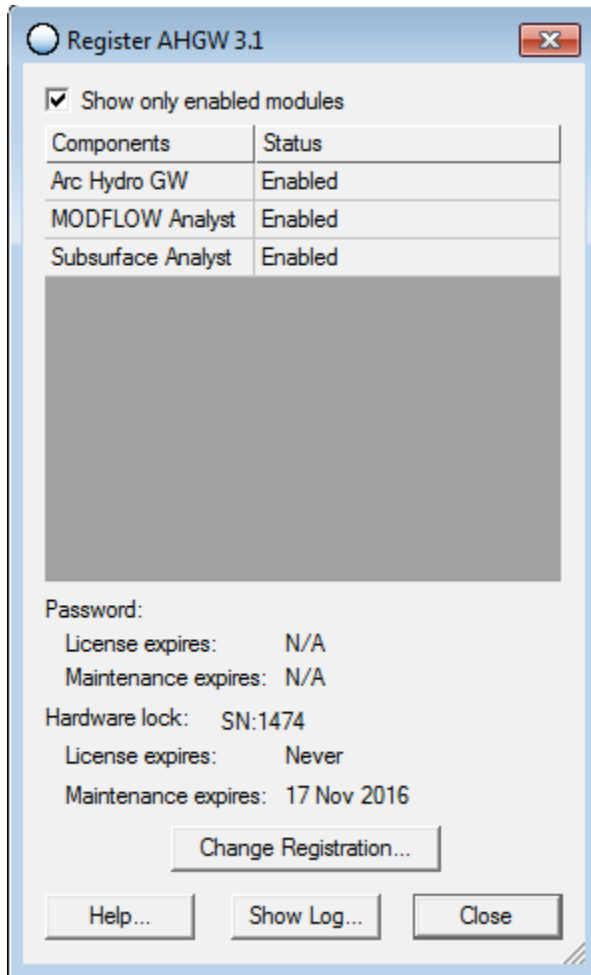 Register AHGW 3.1
Show only enabled modules
Components Status
Arc Hydro GW Enabled
MODFLOW Analyst Enabled
Subsurface Analyst Enabled
Password:
License expires: N/A
Maintenance expires: N/A
Hardware lock: SN:1474
License expires: Never
Maintenance expires: 17 Nov 2016
Change Registration...
Help... Show Log... Close